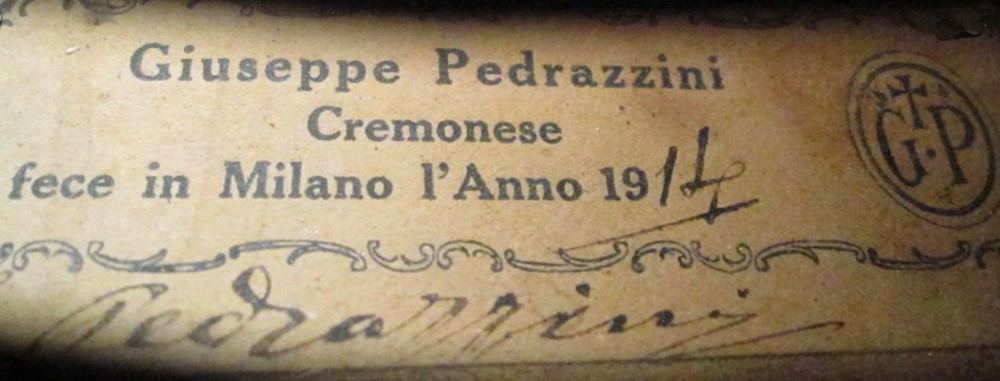 Giuseppe Pedrazzini
Cremonese
fece in Milano l'Anno 1914
G·P
Pedrazzini